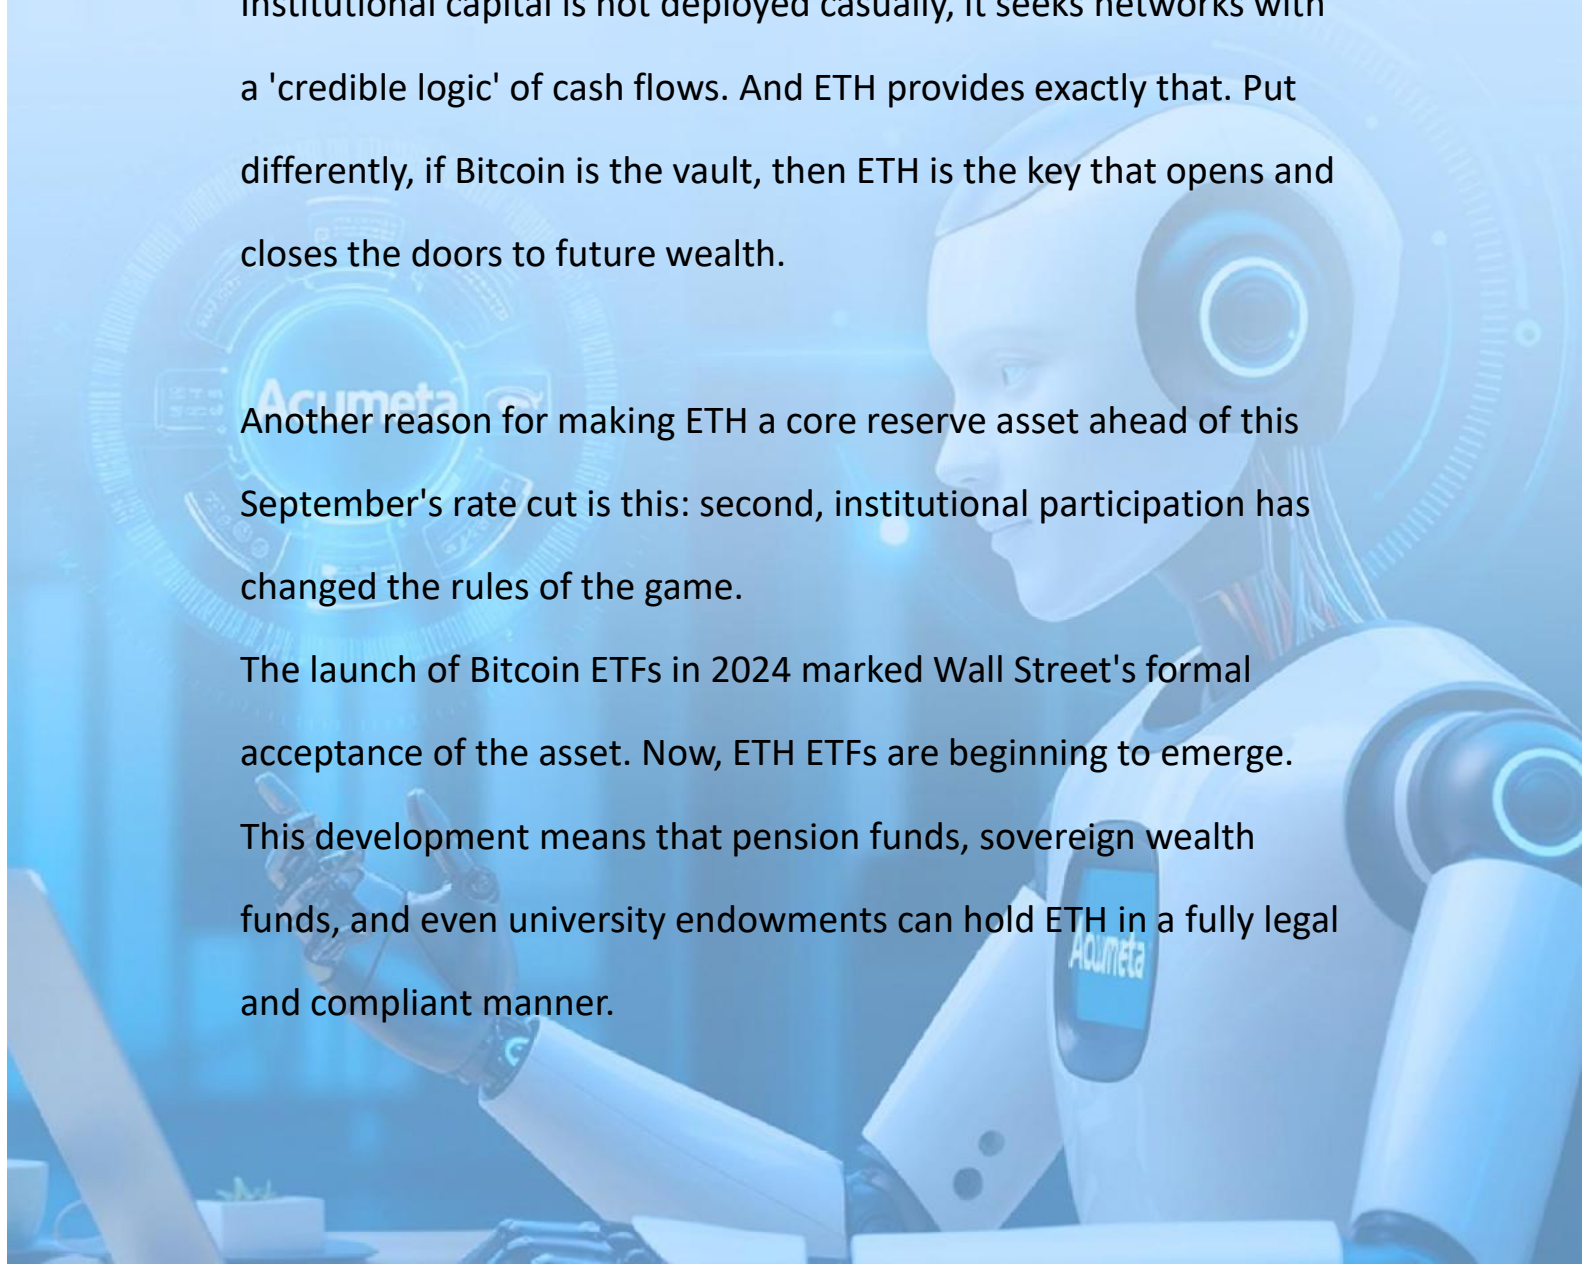 Institutional capital is not deployed casually, it seeks networks with
a 'credible logic' of cash flows. And ETH provides exactly that. Put
differently, if Bitcoin is the vault, then ETH is the key that opens and
closes the doors to future wealth.
Acumeta
Another reason for making ETH a core reserve asset ahead of this
September's rate cut is this: second, institutional participation has
changed the rules of the game.
The launch of Bitcoin ETFs in 2024 marked Wall Street's formal
acceptance of the asset. Now, ETH ETFs are beginning to emerge.
This development means that pension funds, sovereign wealth
funds, and even university endowments can hold ETH in a fully legal
Acumeta
and compliant manner.